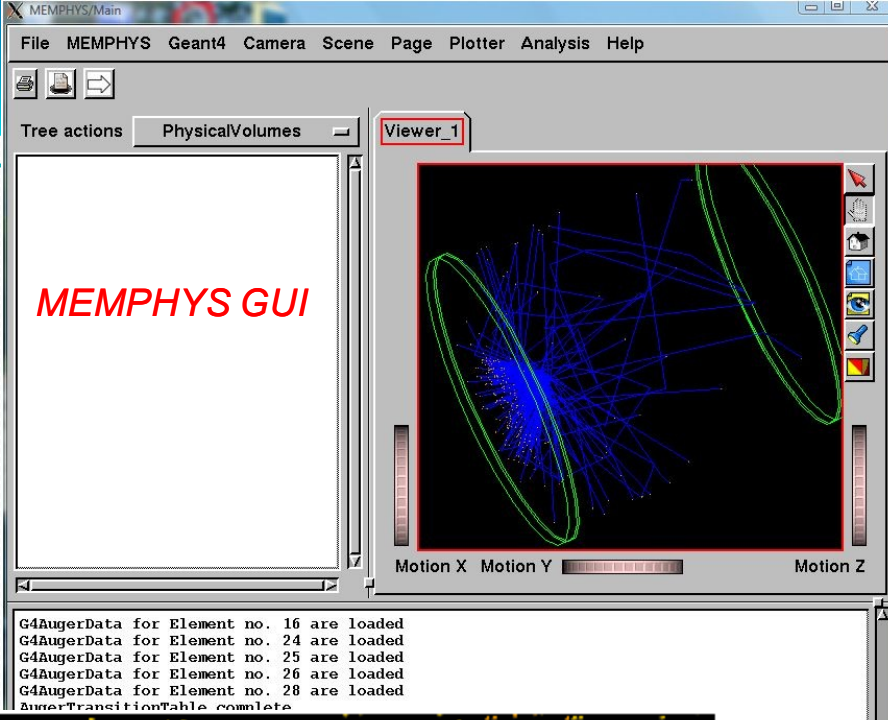 MEMPHYS/Main
File MEMPHYS Geant4 Camera Scene Page Plotter Analysis Help
Tree actions PhysicalVolumes
Viewer_1
MEMPHYS GUI
Motion X Motion Y Motion Z
G4AugerData for Element no. 16 are loaded
G4AugerData for Element no. 24 are loaded
G4AugerData for Element no. 25 are loaded
G4AugerData for Element no. 26 are loaded
G4AugerData for Element no. 28 are loaded
AugerTransitionTable complete